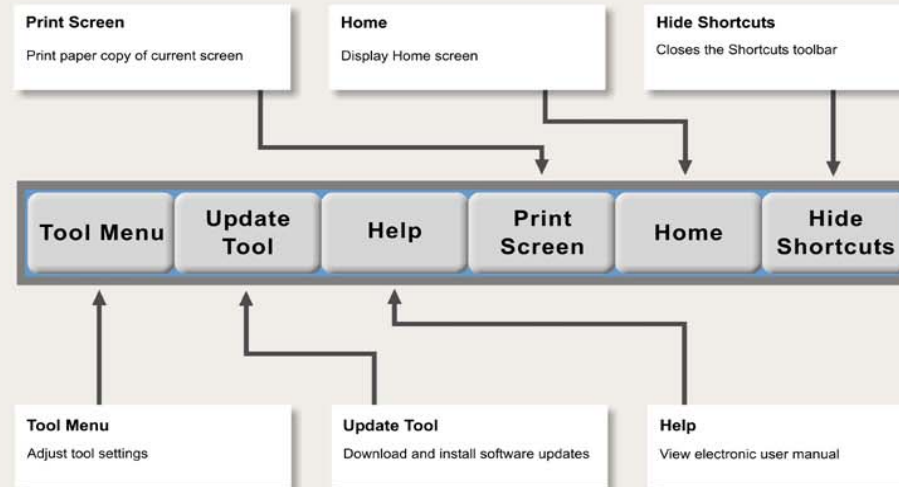 Print Screen
Print paper copy of current screen
Home
Display Home screen
Hide Shortcuts
Closes the Shortcuts toolbar
Tool Menu
Update
Tool
Help
Print
Screen
Home
Hide
Shortcuts
Tool Menu
Adjust tool settings
Update Tool
Download and install software updates
Help
View electronic user manual